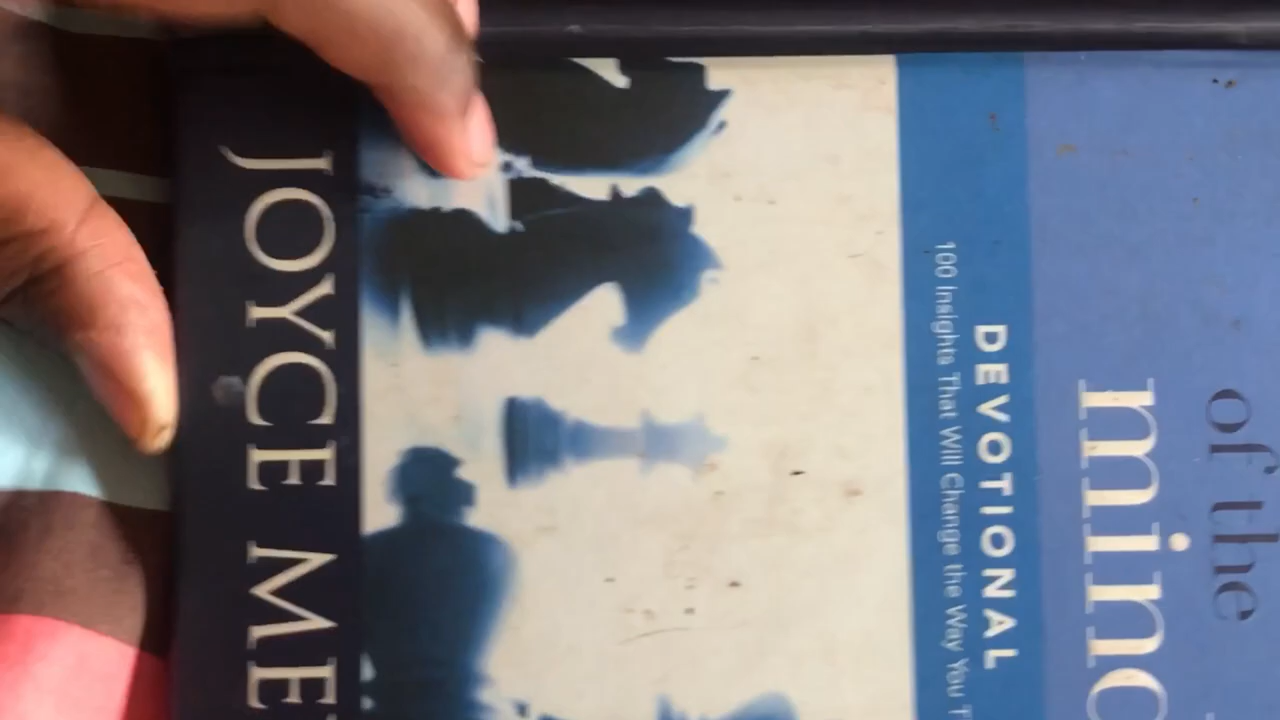 of the
mind
DEVOTIONAL
100 Insights That Will Change the Way You T
JOYCE ME